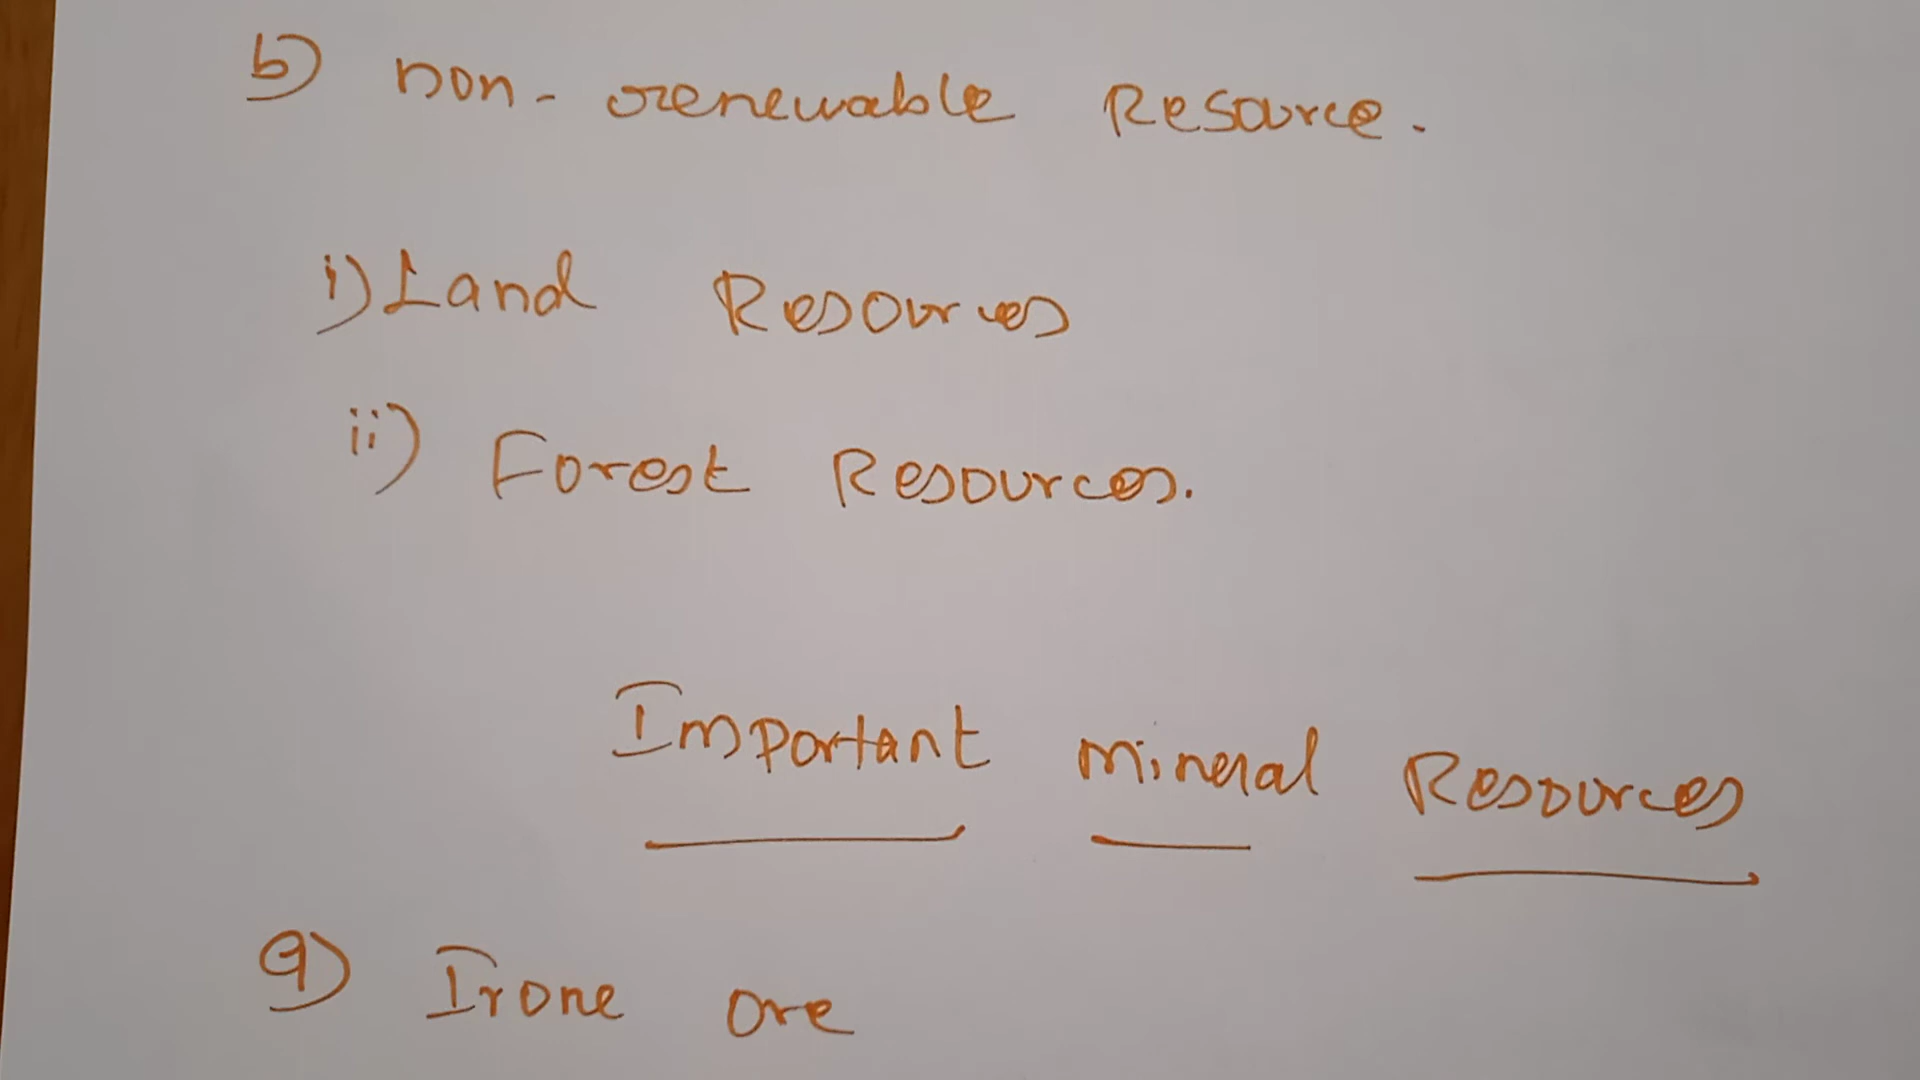 b) non-renewable Resource.
i) Land Resources
ii) Forest Resources.
Important mineral Resources
a) Irone ore